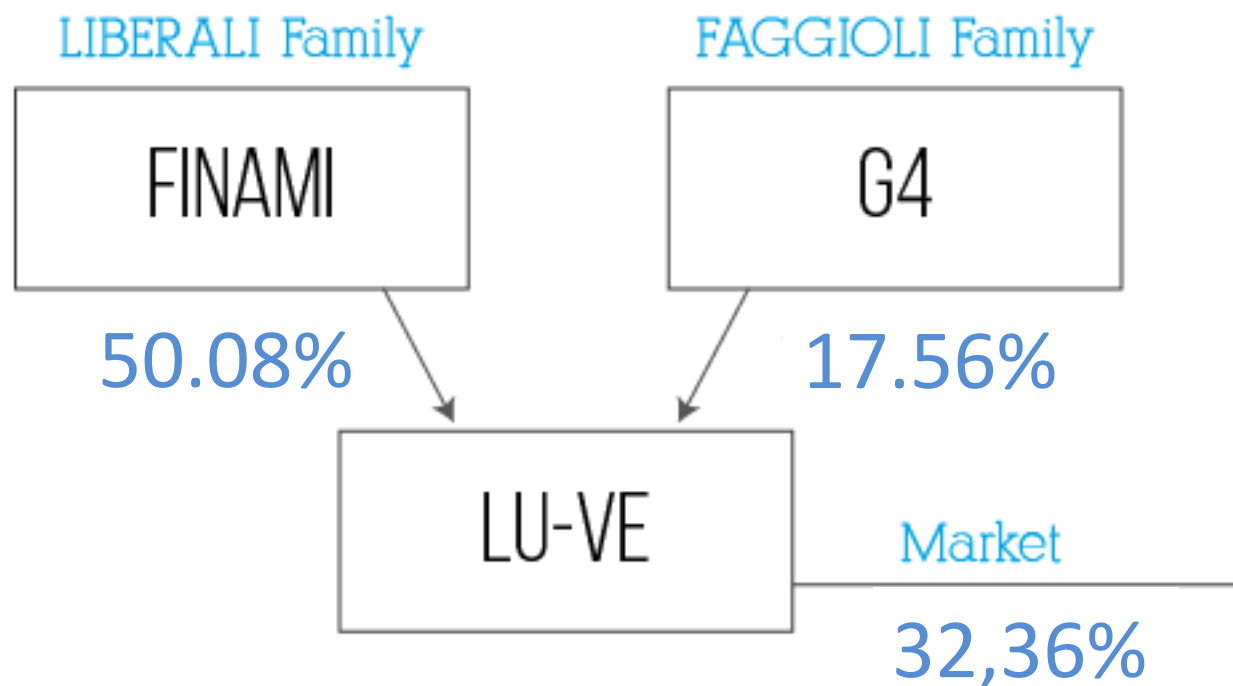 LIBERALI Family
FAGGIOLI Family
FINAMI
G4
50.08%
17.56%
LU-VE
Market
32,36%